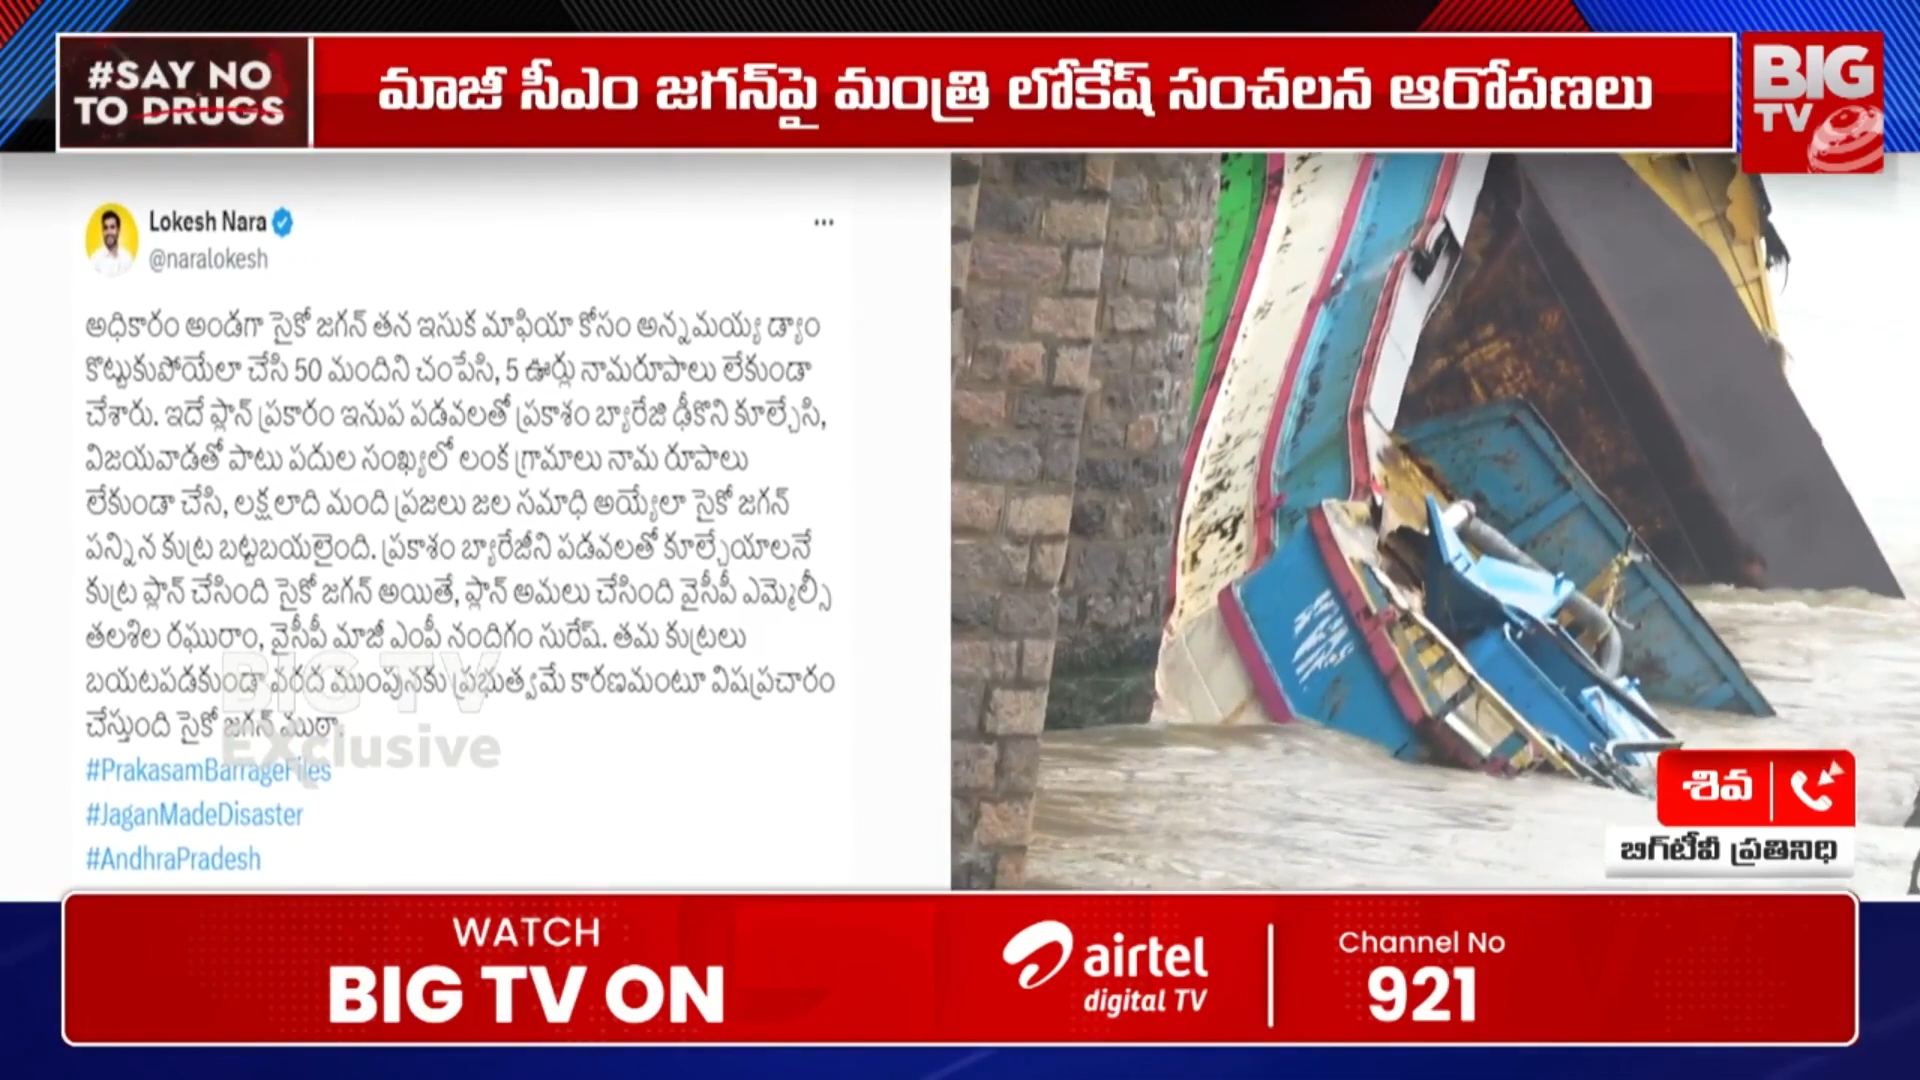 #SAY NO
TO DRUGS
మాజీ సీఎం జగన్‌పై మంత్రి లోకేష్ సంచలన ఆరోపణలు
BIG
TV
Lokesh Nara
@naralokesh
అధికారం అండగా సైకో జగన్ తన ఇసుక మాఫియా కోసం అన్నమయ్య డ్యాం
కొట్టుకుపోయేలా చేసి 50 మందిని చంపేసి, 5 ఊర్లు నామరూపాలు లేకుండా
చేశారు. ఇదే ప్లాన్ ప్రకారం ఇనుప పడవలతో ప్రకాశం బ్యారేజి ఢీకొని కూల్చేసి,
విజయవాడతో పాటు పదుల సంఖ్యలో లంక గ్రామాలు నామ రూపాలు
లేకుండా చేసి, లక్షలాది మంది ప్రజలు జల సమాధి అయ్యేలా సైకో జగన్
పన్నిన కుట్ర బట్టబయలైంది. ప్రకాశం బ్యారేజీని పడవలతో కూల్చేయాలనే
కుట్ర ప్లాన్ చేసింది సైకో జగన్ అయితే, ప్లాన్ అమలు చేసింది వైసీపీ ఎమ్మెల్సీ
తలశిల రఘురాం, వైసీపీ మాజీ ఎంపీ నందిగం సురేష్. తమ కుట్రలు
బయటపడకుండా వరద ముంపునకు ప్రభుత్వమే కారణమంటూ విషప్రచారం
చేస్తుంది సైకో జగన్ ముఠా.
#PrakasamBarrageFiles
#JaganMadeDisaster
#AndhraPradesh
BIG TV
Exclusive
శివ
బిగ్‌టీవీ ప్రతినిధి
WATCH
BIG TV ON
airtel
digital TV
Channel No
921